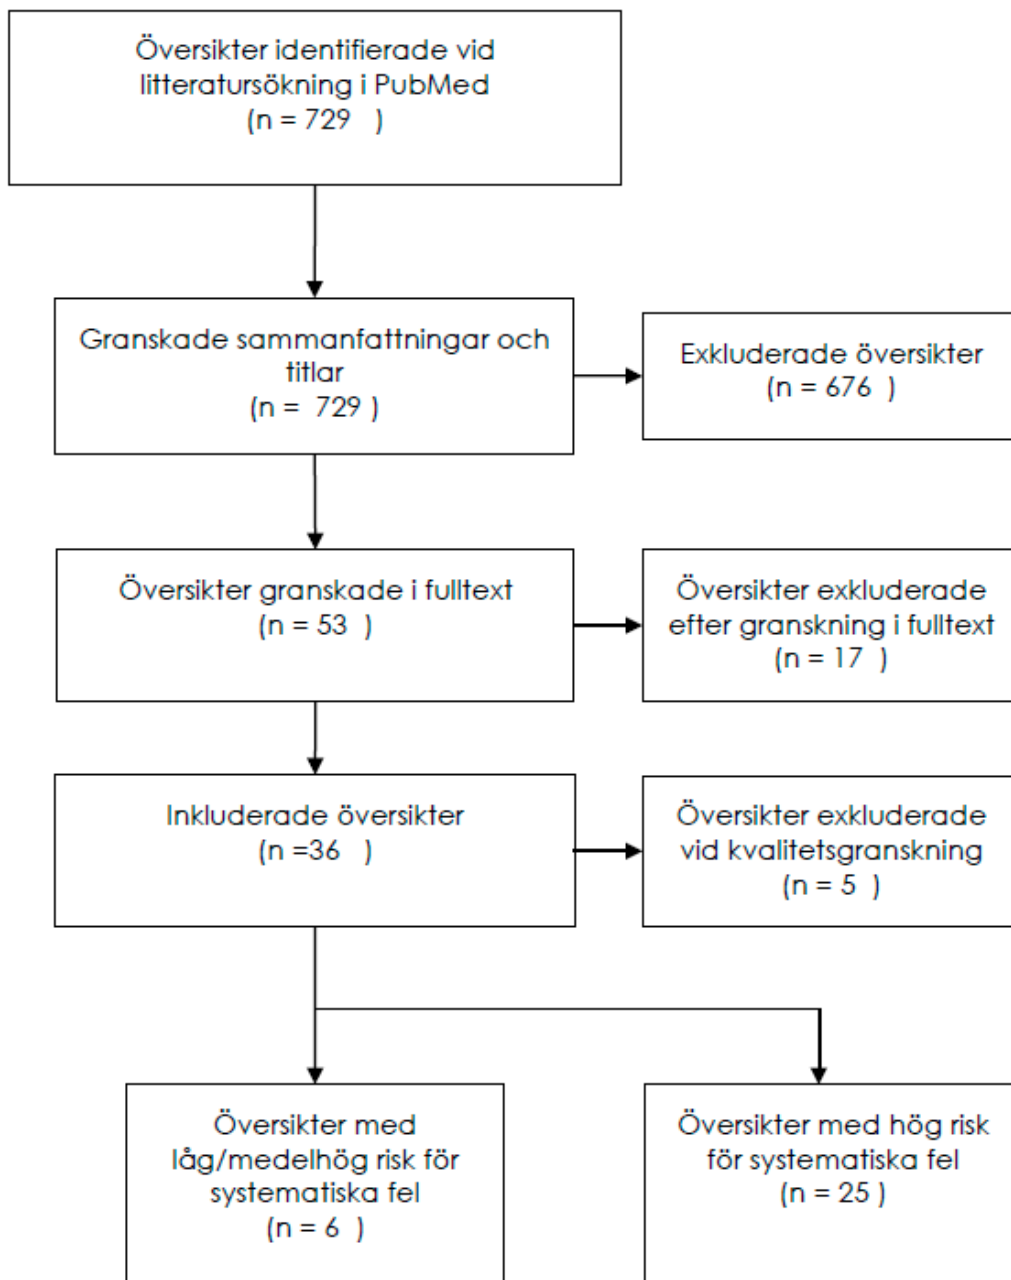 Översikter identifierade vid
litteratursökning i PubMed
(n = 729 )
Granskade sammanfattningar och
titlar
(n = 729 )
Exkluderade översikter
(n = 676 )
Översikter granskade i fulltext
(n = 53 )
Översikter exkluderade
efter granskning i fulltext
(n = 17 )
Inkluderade översikter
(n =36 )
Översikter exkluderade
vid kvalitetsgranskning
(n = 5 )
Översikter med
låg/medelhög risk för
systematiska fel
(n = 6 )
Översikter med hög risk
för systematiska fel
(n = 25 )